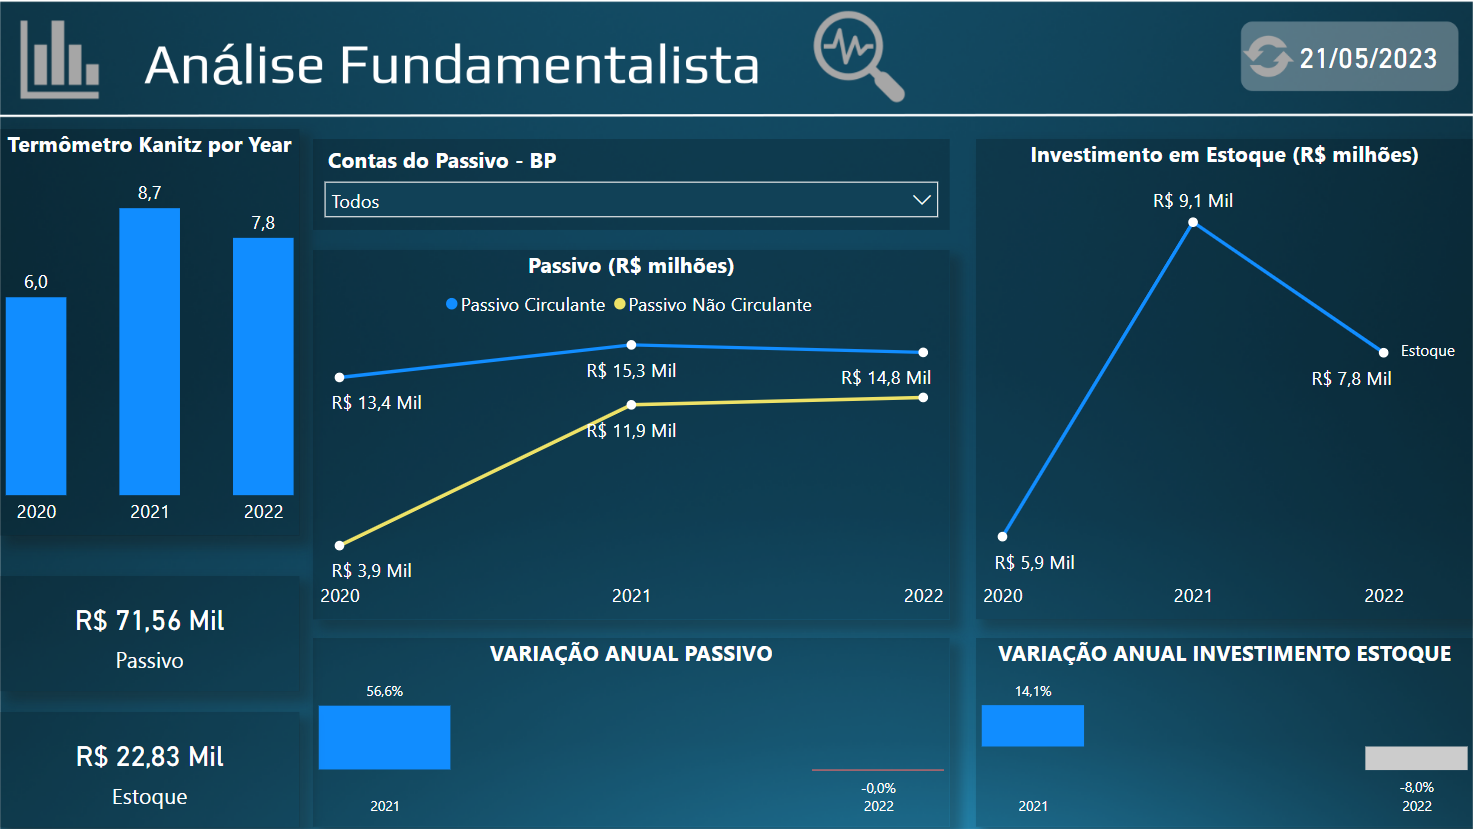 Análise Fundamentalista
21/05/2023
Termômetro Kanitz por Year
8,7
7,8
6,0
2020
2021
2022
R$ 71,56 Mil
Passivo
R$ 22,83 Mil
Estoque
Contas do Passivo - BP
Todos
Passivo (R$ milhões)
Passivo Circulante
Passivo Não Circulante
R$ 13,4 Mil
R$ 15,3 Mil
R$ 14,8 Mil
R$ 11,9 Mil
R$ 3,9 Mil
2020
2021
2022
VARIAÇÃO ANUAL PASSIVO
56,6%
-0,0%
2021
2022
Investimento em Estoque (R$ milhões)
R$ 9,1 Mil
Estoque
R$ 7,8 Mil
R$ 5,9 Mil
2020
2021
2022
VARIAÇÃO ANUAL INVESTIMENTO ESTOQUE
14,1%
-8,0%
2021
2022